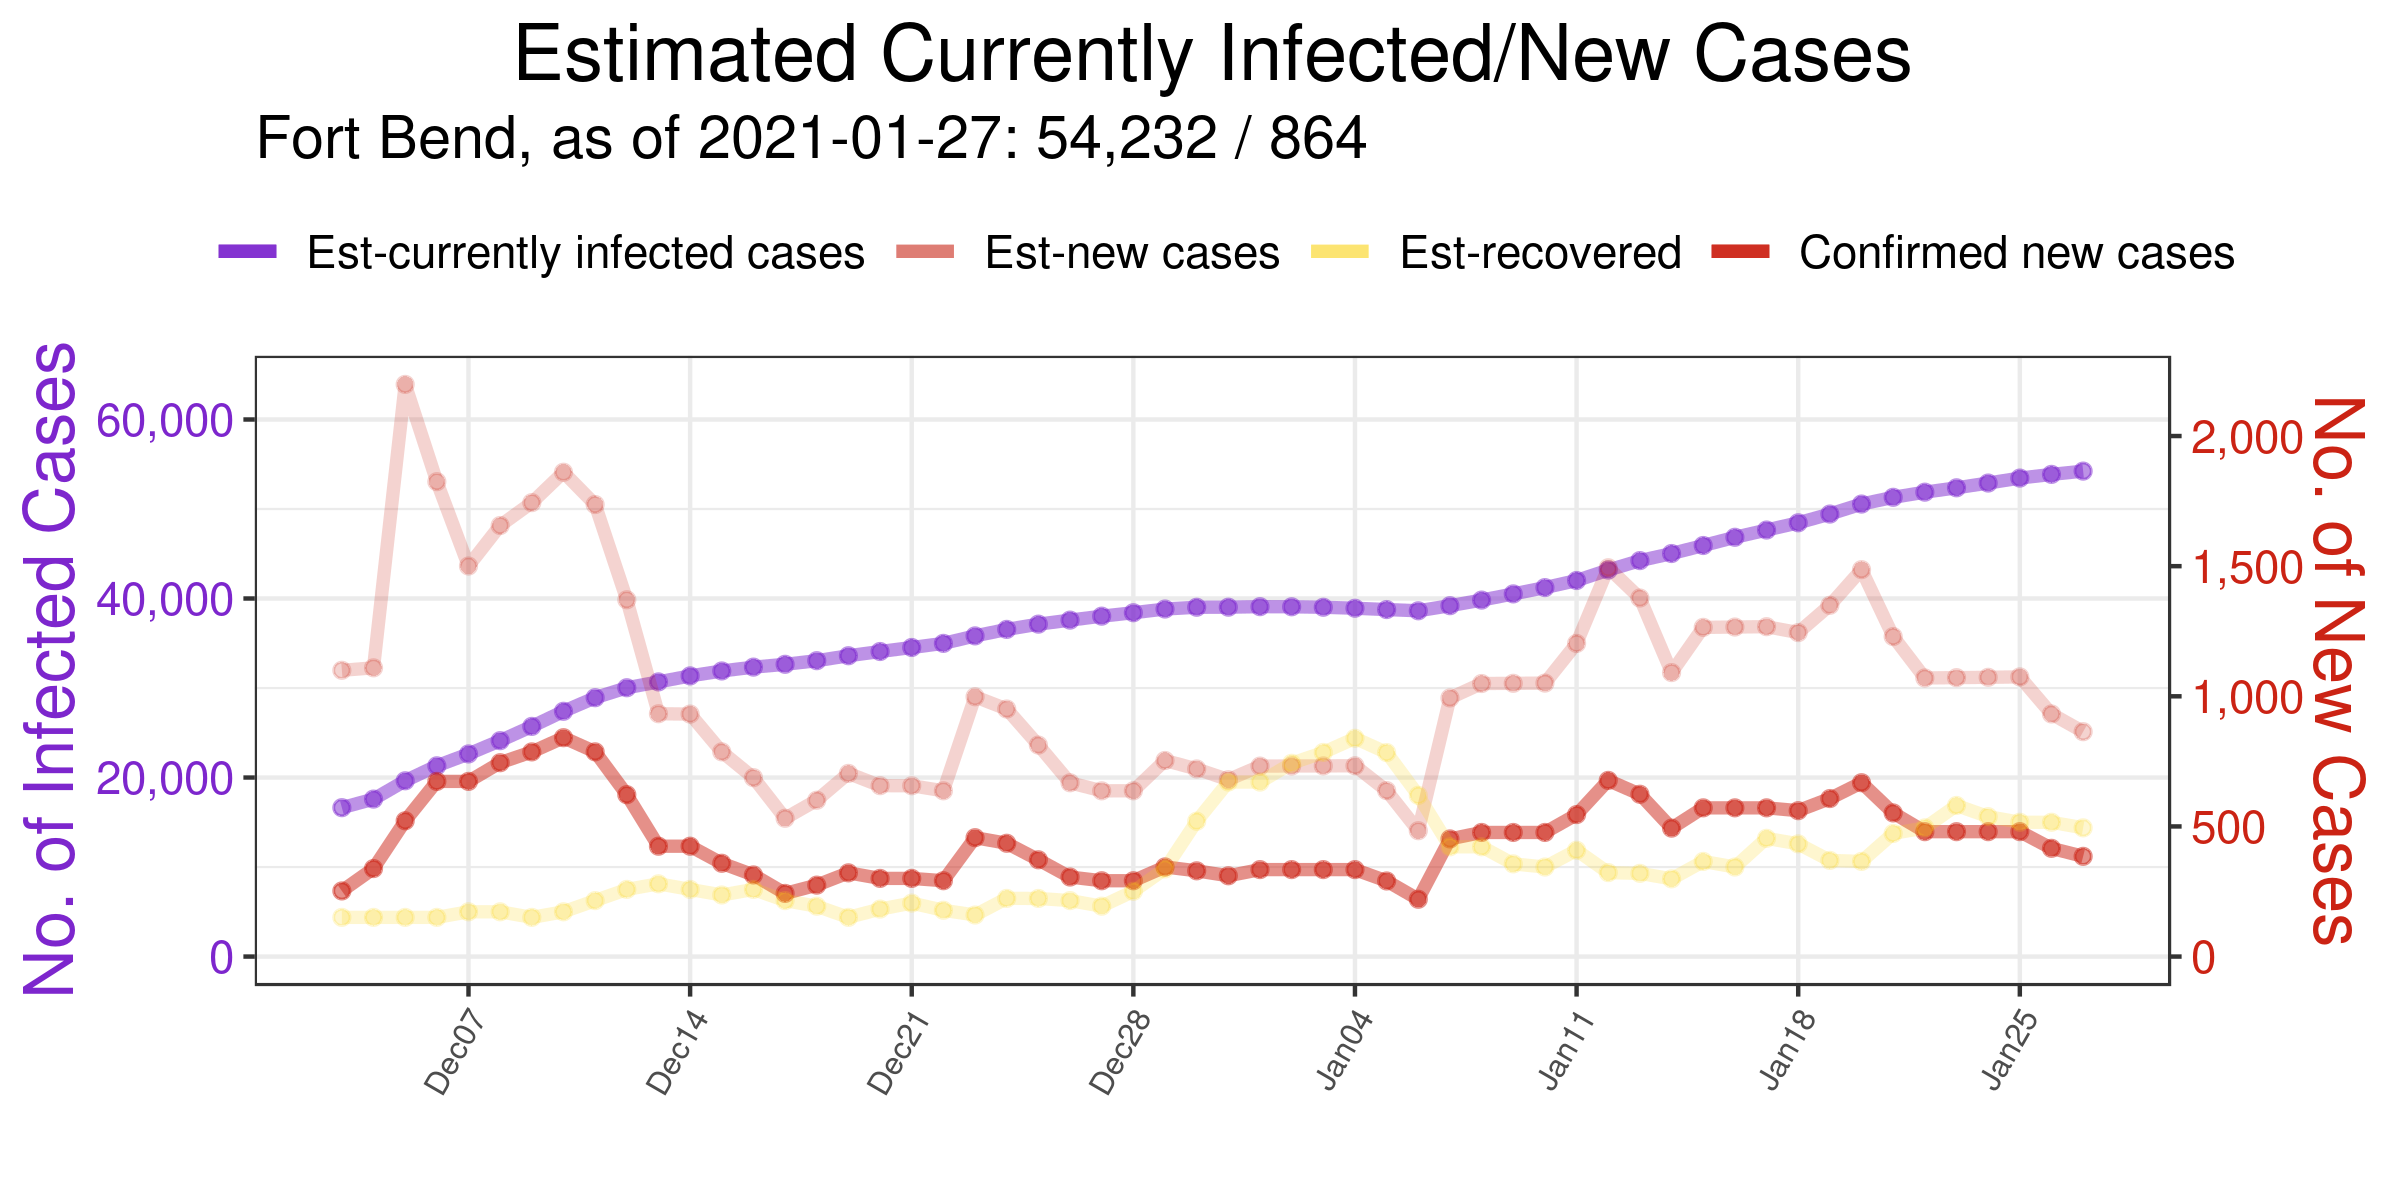 Estimated Currently Infected/New Cases
Fort Bend, as of 2021-01-27: 54,232 / 864
Est-currently infected cases Est-new cases Est-recovered Confirmed new cases
No. of Infected Cases
60,000
40,000
20,000
0
2,000
1,500
1,000
500
0
No. of New Cases
Dec07 Dec14 Dec21 Dec28 Jan04 Jan11 Jan18 Jan25